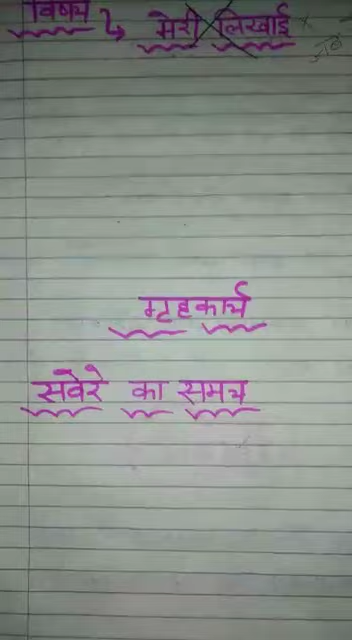 विषय ↳ मेरी लिखाई
गृहकार्य
सवेरे का समय